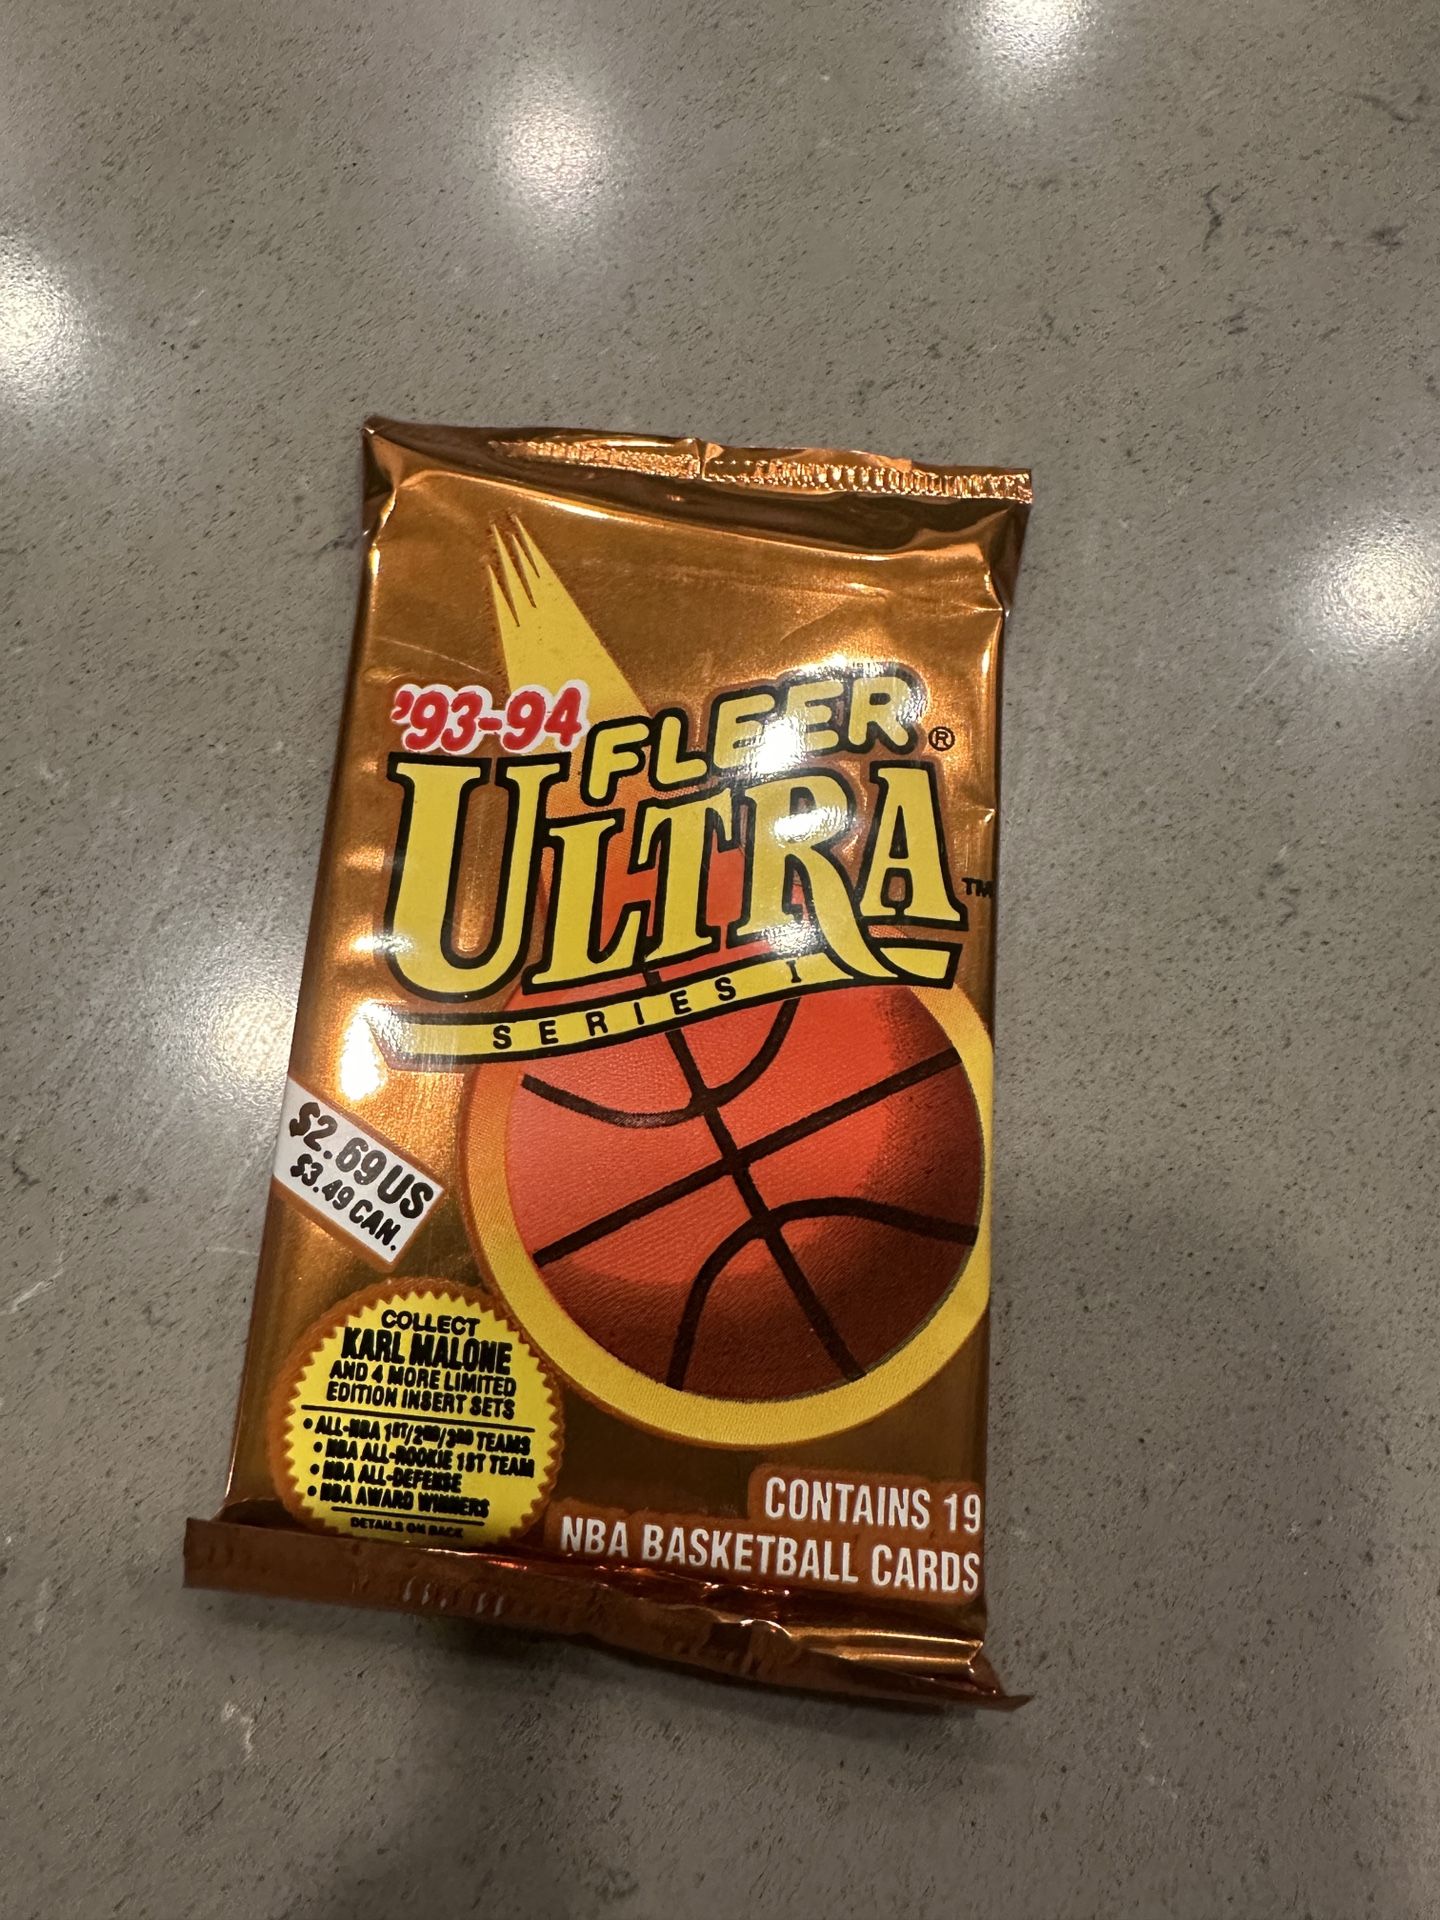 '93-94 FLEER®
ULTRA™
SERIES I
$2.69 US
$3.49 CAN.
COLLECT
KARL MALONE
AND 4 MORE LIMITED
EDITION INSERT SETS
• ALL-NBA 1ST/2ND/3RD TEAMS
• NBA ALL-ROOKIE 1ST TEAM
• NBA ALL-DEFENSE
• NBA AWARD WINNERS
DETAILS ON BACK
CONTAINS 19
NBA BASKETBALL CARDS